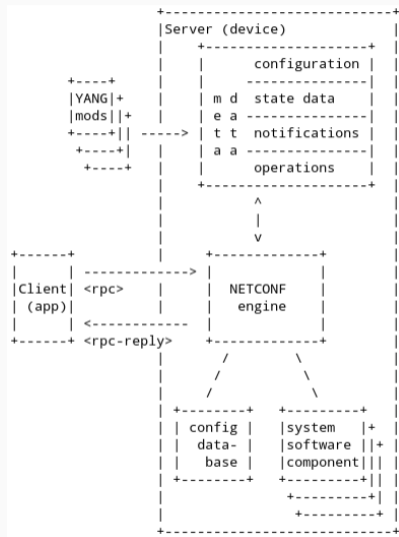 Server (device)
configuration
YANG
mods
m d state data
e a
t t notifications
a a
operations
Client <rpc> NETCONF
(app) engine
<rpc-reply>
config system
data- software
base component